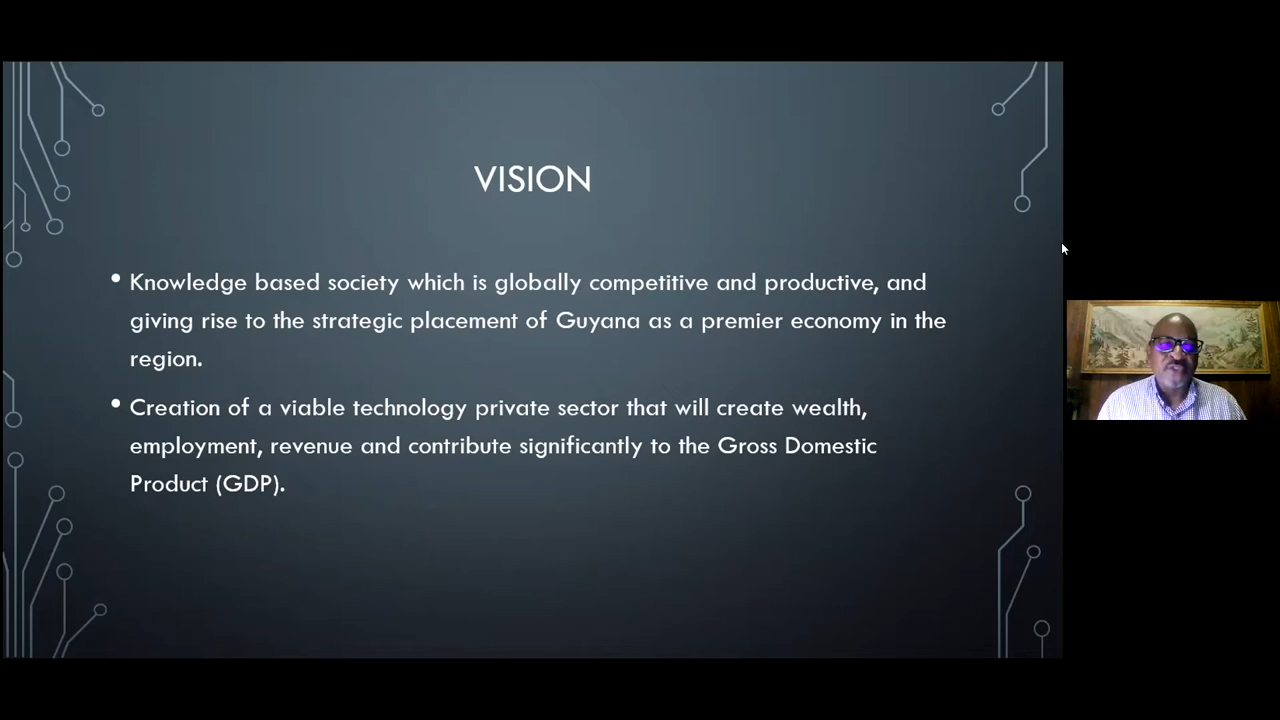 VISION
• Knowledge based society which is globally competitive and productive, and
giving rise to the strategic placement of Guyana as a premier economy in the
region.
• Creation of a viable technology private sector that will create wealth,
employment, revenue and contribute significantly to the Gross Domestic
Product (GDP).